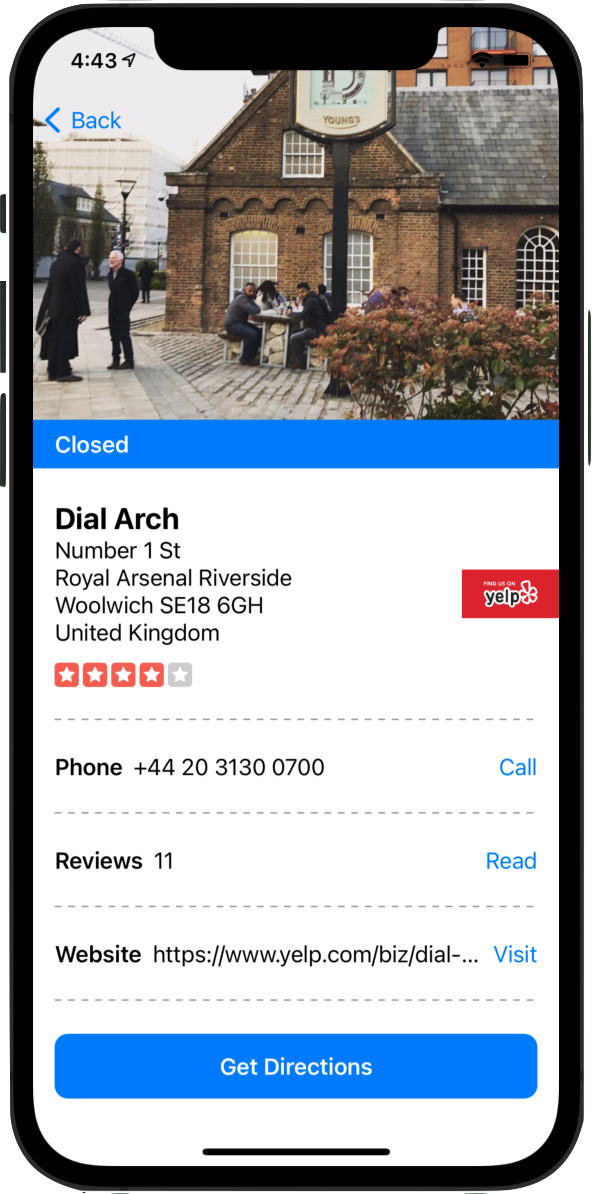 4:43
Back
YOUNG'S
Closed
Dial Arch
Number 1 St
Royal Arsenal Riverside
Woolwich SE18 6GH
United Kingdom
FIND US ON
yelp
Phone +44 20 3130 0700 Call
Reviews 11 Read
Website https://www.yelp.com/biz/dial-... Visit
Get Directions